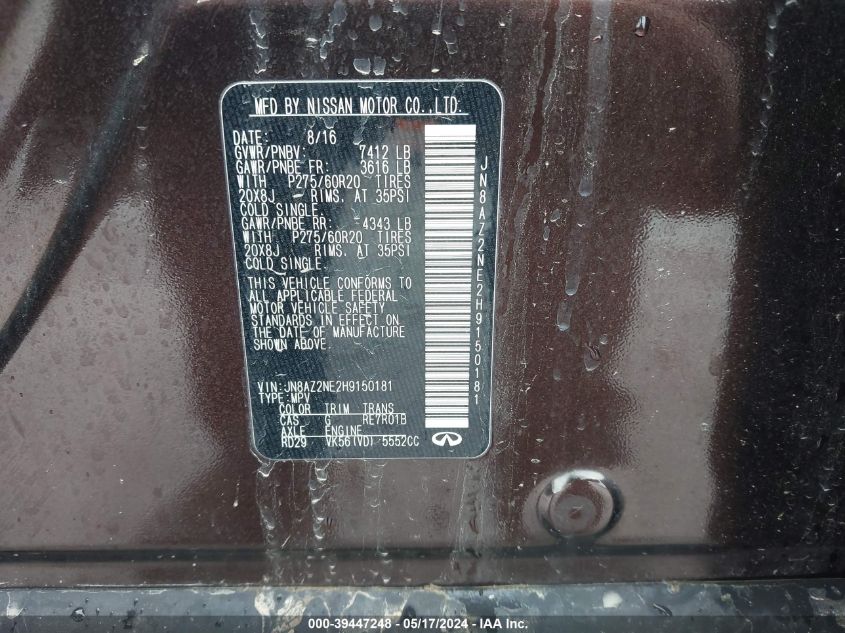 MFD BY NISSAN MOTOR CO.,LTD.
DATE: 8/16
GVWR/PNBV: 7412 LB
GAWR/PNBE FR: 3616 LB
WITH P275/60R20 TIRES
20X8J RIMS. AT 35PSI
COLD SINGLE.
GAWR/PNBE RR: 4343 LB
WITH P275/60R20 TIRES
20X8J RIMS. AT 35PSI
COLD SINGLE.
THIS VEHICLE CONFORMS TO
ALL APPLICABLE FEDERAL
MOTOR VEHICLE SAFETY
STANDARDS IN EFFECT ON
THE DATE OF MANUFACTURE
SHOWN ABOVE.
VIN: JN8AZ2NE2H9150181
TYPE: MPV
COLOR TRIM TRANS
CAS G RE7R01B
AXLE ENGINE
RD29 VK56(VD) 5552CC
JN8AZ2NE2H9150181
000-39447248 - 05/17/2024 - IAA Inc.